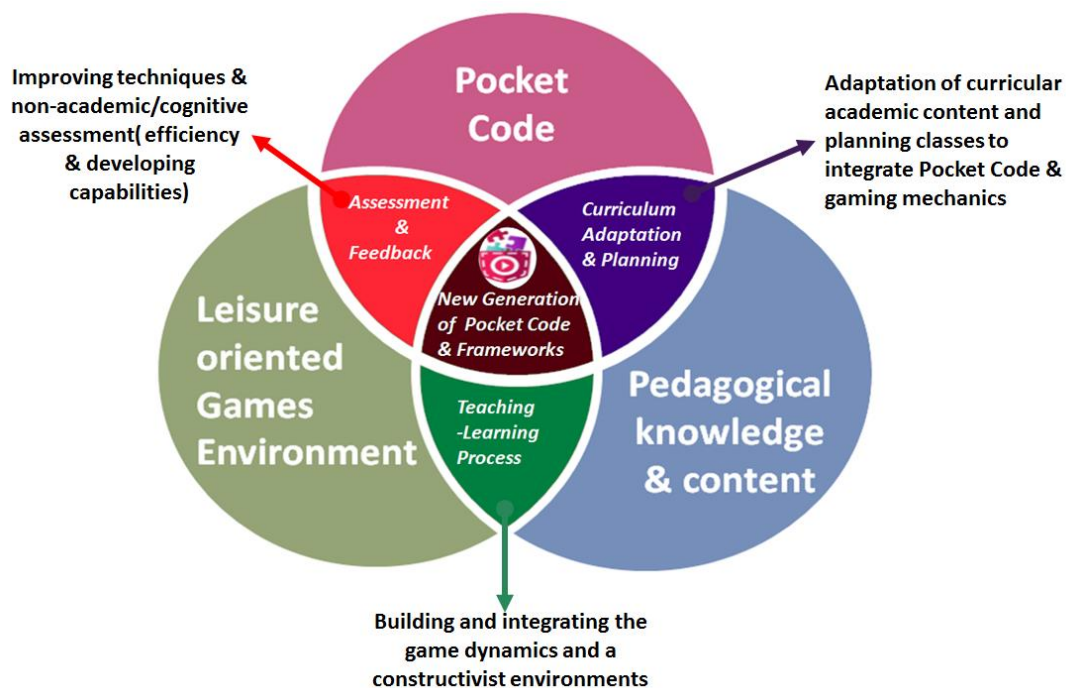 Pocket
Code
Improving techniques &
non-academic/cognitive
assessment( efficiency
& developing
capabilities)
Adaptation of curricular
academic content and
planning classes to
integrate Pocket Code &
gaming mechanics
Assessment
&
Feedback
Curriculum
Adaptation
& Planning
New Generation
of Pocket Code
& Frameworks
Leisure
oriented
Games
Environment
Pedagogical
knowledge
& content
Teaching
-Learning
Process
Building and integrating the
game dynamics and a
constructivist environments